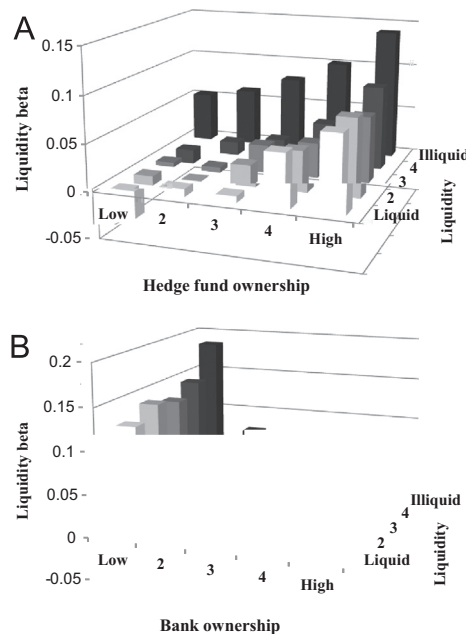 A
0.15
0.1
0.05
0
-0.05
Liquidity beta
Low
2
3
4
High
Hedge fund ownership
Illiquid
4
3
2
Liquid
Liquidity
B
0.2
0.15
0.1
0.05
0
-0.05
Liquidity beta
Low
2
3
4
High
Bank ownership
Illiquid
4
3
2
Liquid
Liquidity